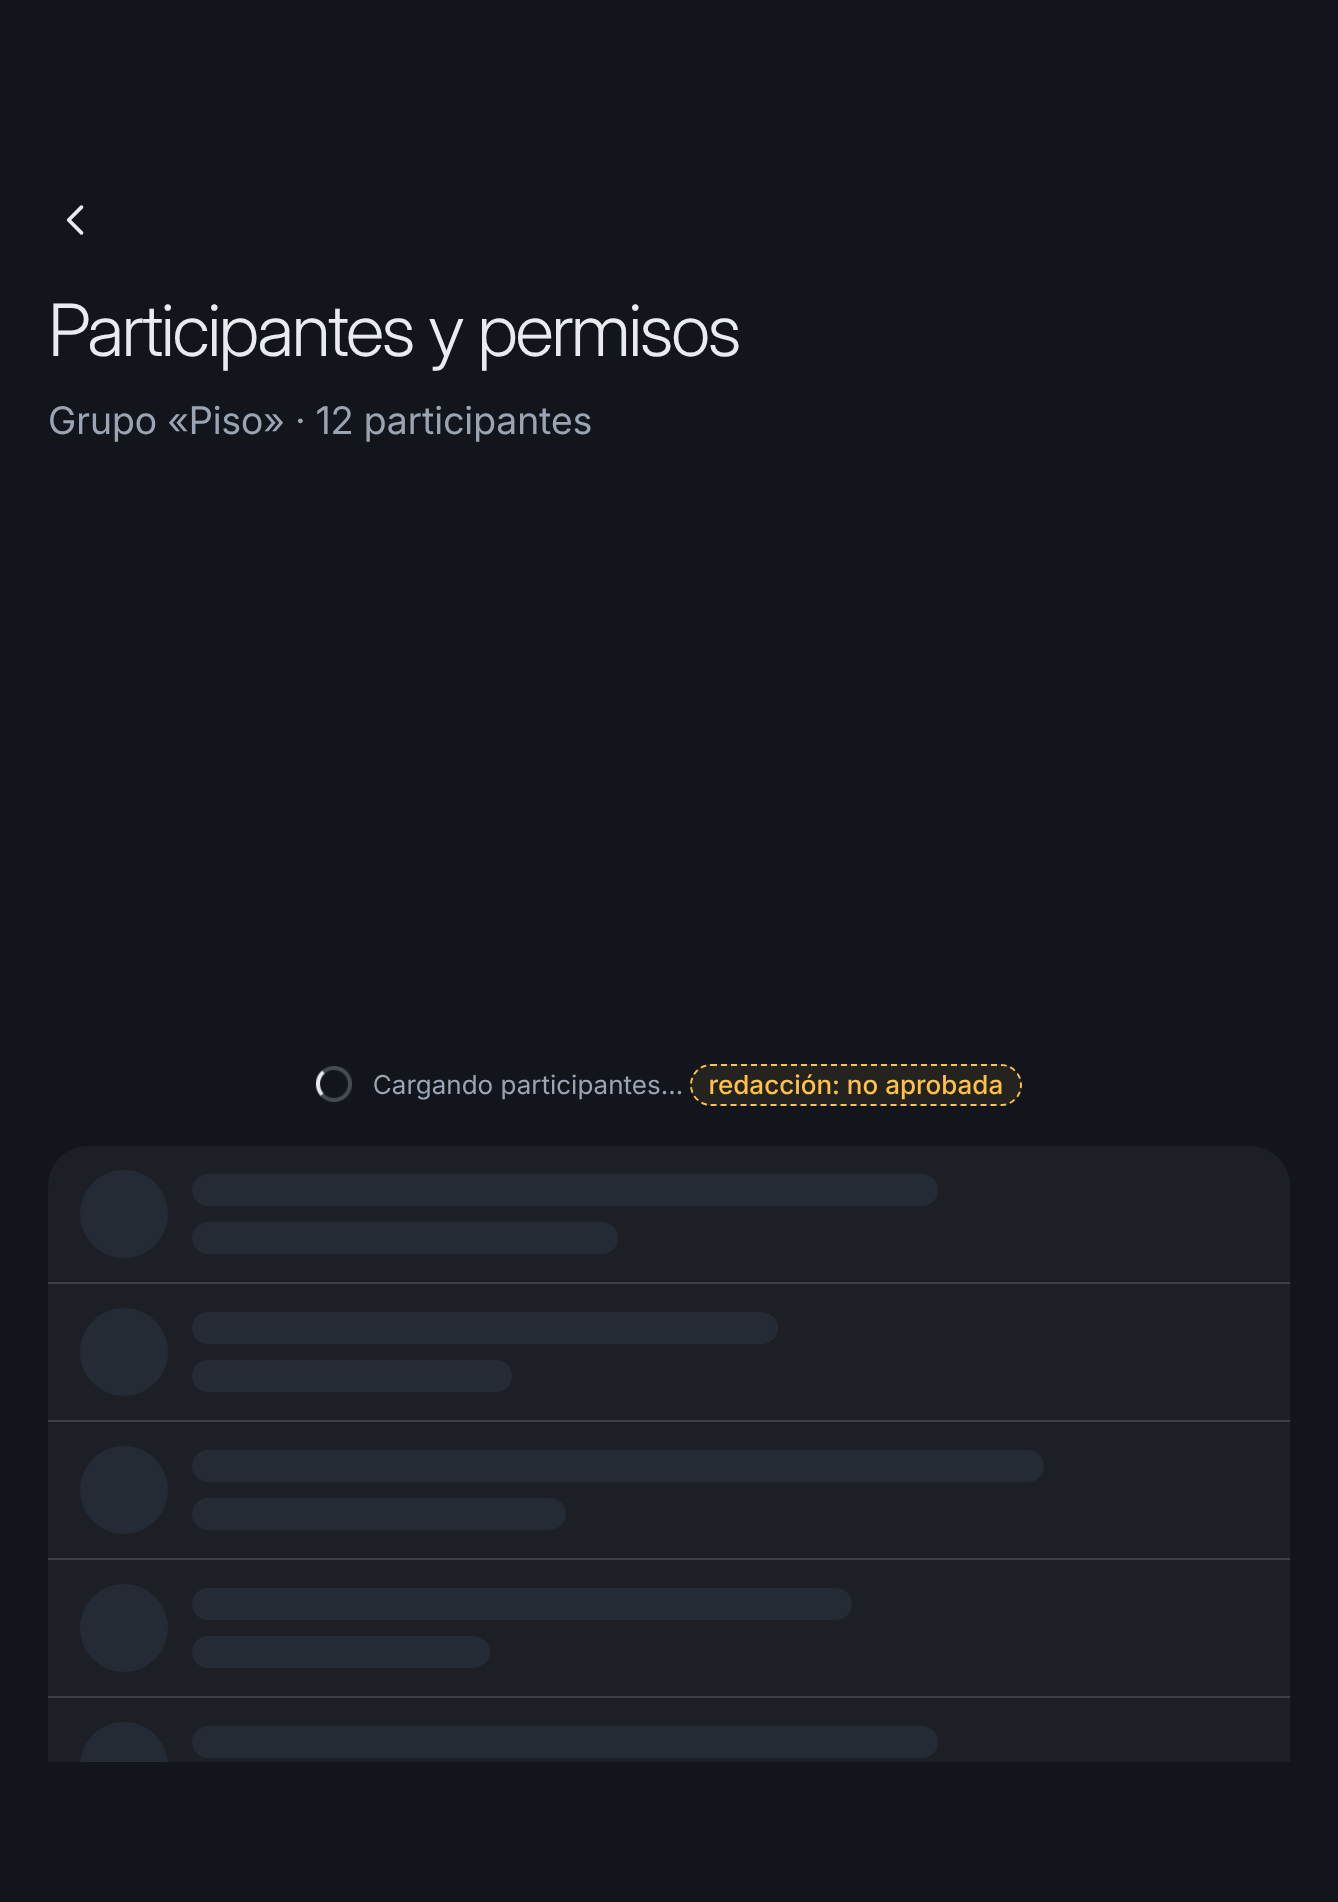 Participantes y permisos
Grupo «Piso» · 12 participantes
Cargando participantes… redacción: no aprobada